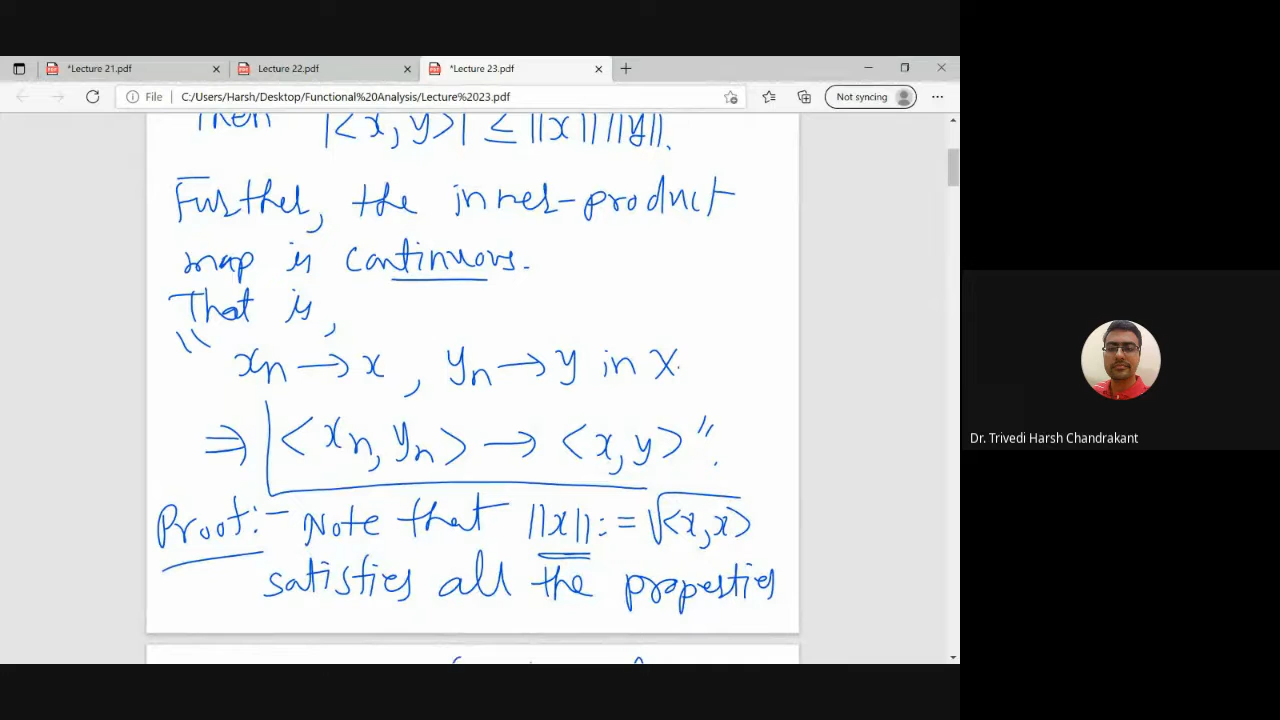 *Lecture 21.pdf
Lecture 22.pdf
*Lecture 23.pdf
File
C:/Users/Harsh/Desktop/Functional%20Analysis/Lecture%2023.pdf
Not syncing
Then |<x, y>| ≤ ||x|| ||y||.
Further, the inner-product
map is continuous.
That is,
" xn → x , yn → y in X.
⇒ <xn, yn> → <x, y>".
Proof:- Note that ||x|| := √<x,x>
satisfies all the properties
Dr. Trivedi Harsh Chandrakant